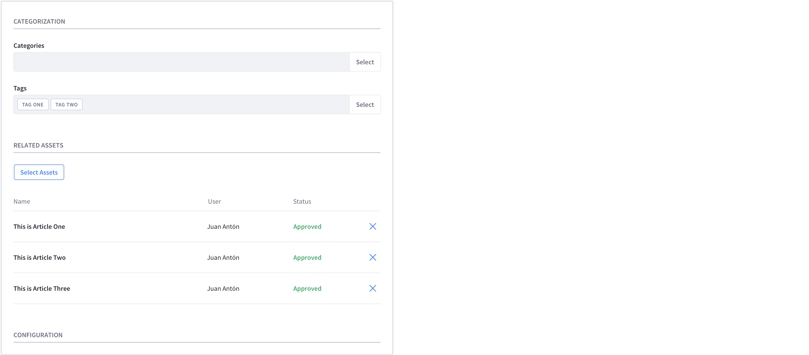 CATEGORIZATION
Categories
Select
Tags
TAG ONE TAG TWO Select
RELATED ASSETS
Select Assets
Name User Status
This is Article One Juan Antón Approved
This is Article Two Juan Antón Approved
This is Article Three Juan Antón Approved
CONFIGURATION